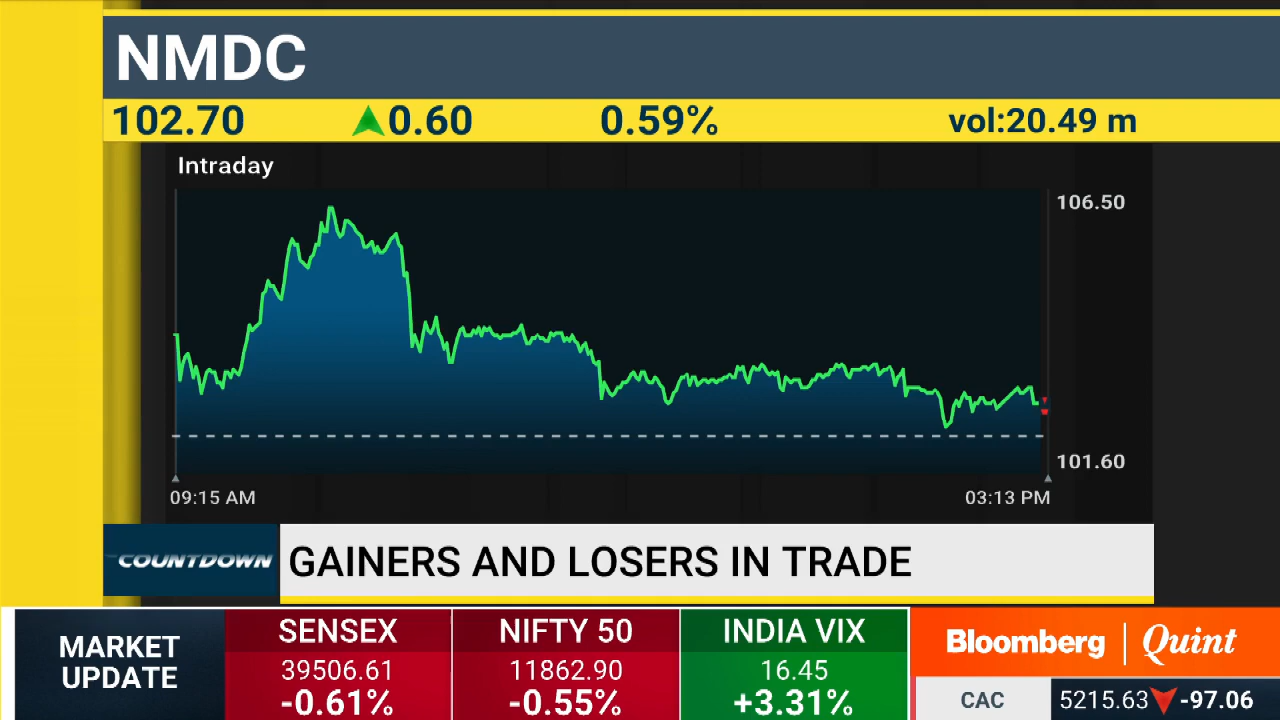 NMDC
102.70 0.60 0.59% vol:20.49 m
Intraday
106.50
101.60
09:15 AM 03:13 PM
COUNTDOWN
GAINERS AND LOSERS IN TRADE
MARKET
UPDATE
SENSEX
39506.61
-0.61%
NIFTY 50
11862.90
-0.55%
INDIA VIX
16.45
+3.31%
Bloomberg | Quint
CAC 5215.63 -97.06